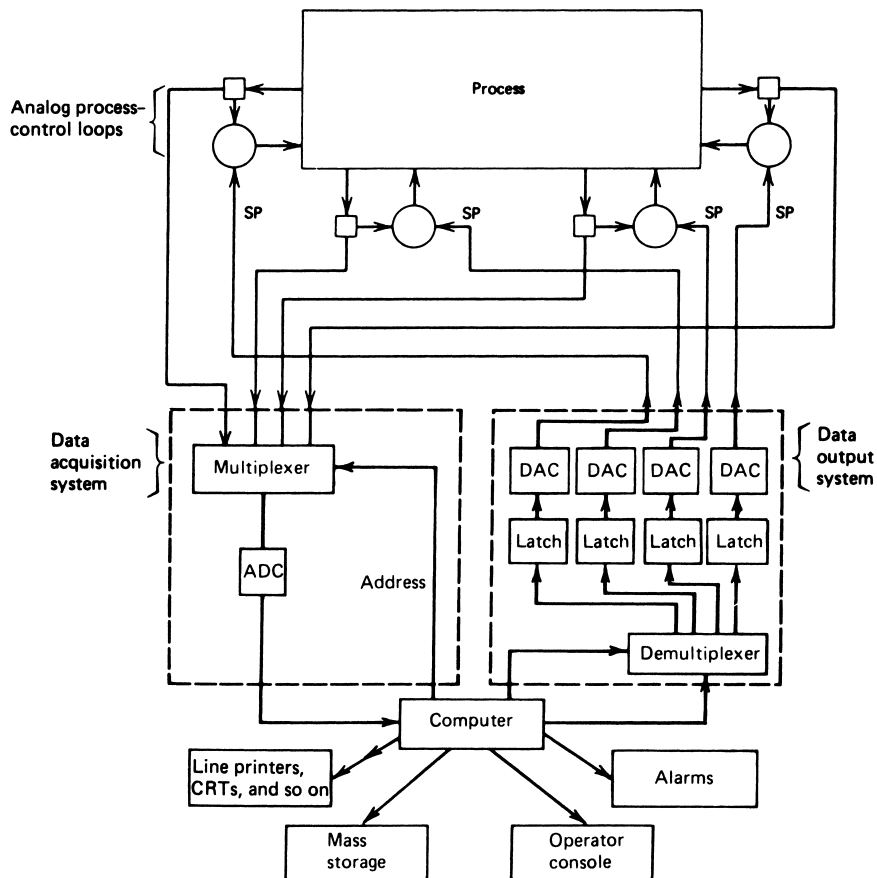 Process
Analog process-
control loops
SP
SP
SP
SP
Data
acquisition
system
Multiplexer
ADC
Address
DAC
DAC
DAC
DAC
Latch
Latch
Latch
Latch
Demultiplexer
Data
output
system
Computer
Line printers,
CRTs, and so on
Alarms
Mass
storage
Operator
console